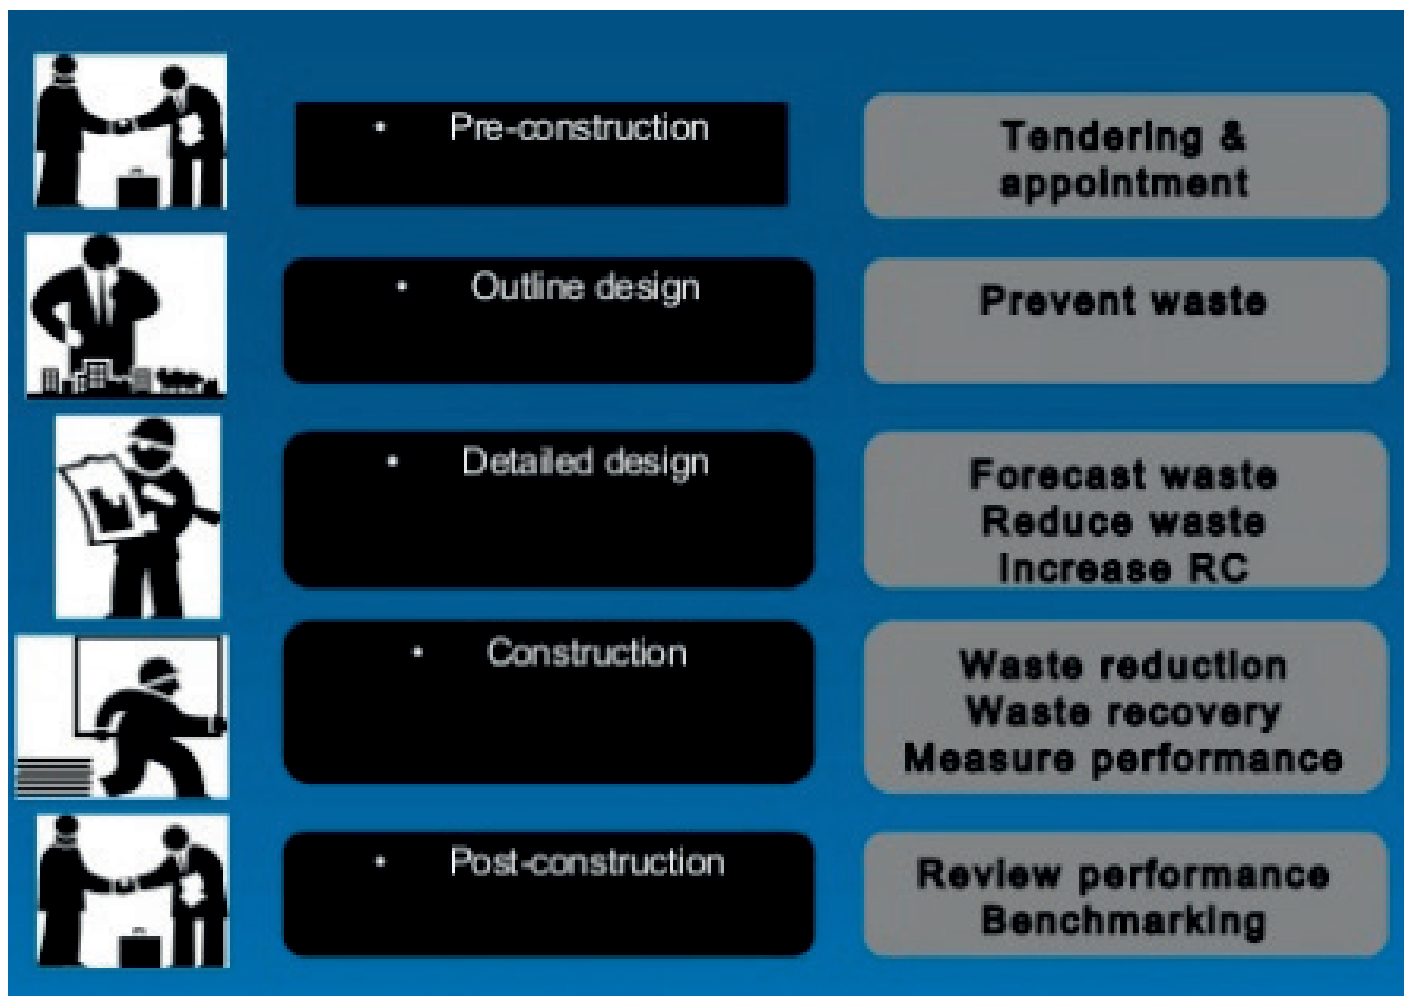 • Pre-construction
Tendering &
appointment
• Outline design
Prevent waste
• Detailed design
Forecast waste
Reduce waste
Increase RC
• Construction
Waste reduction
Waste recovery
Measure performance
• Post-construction
Review performance
Benchmarking